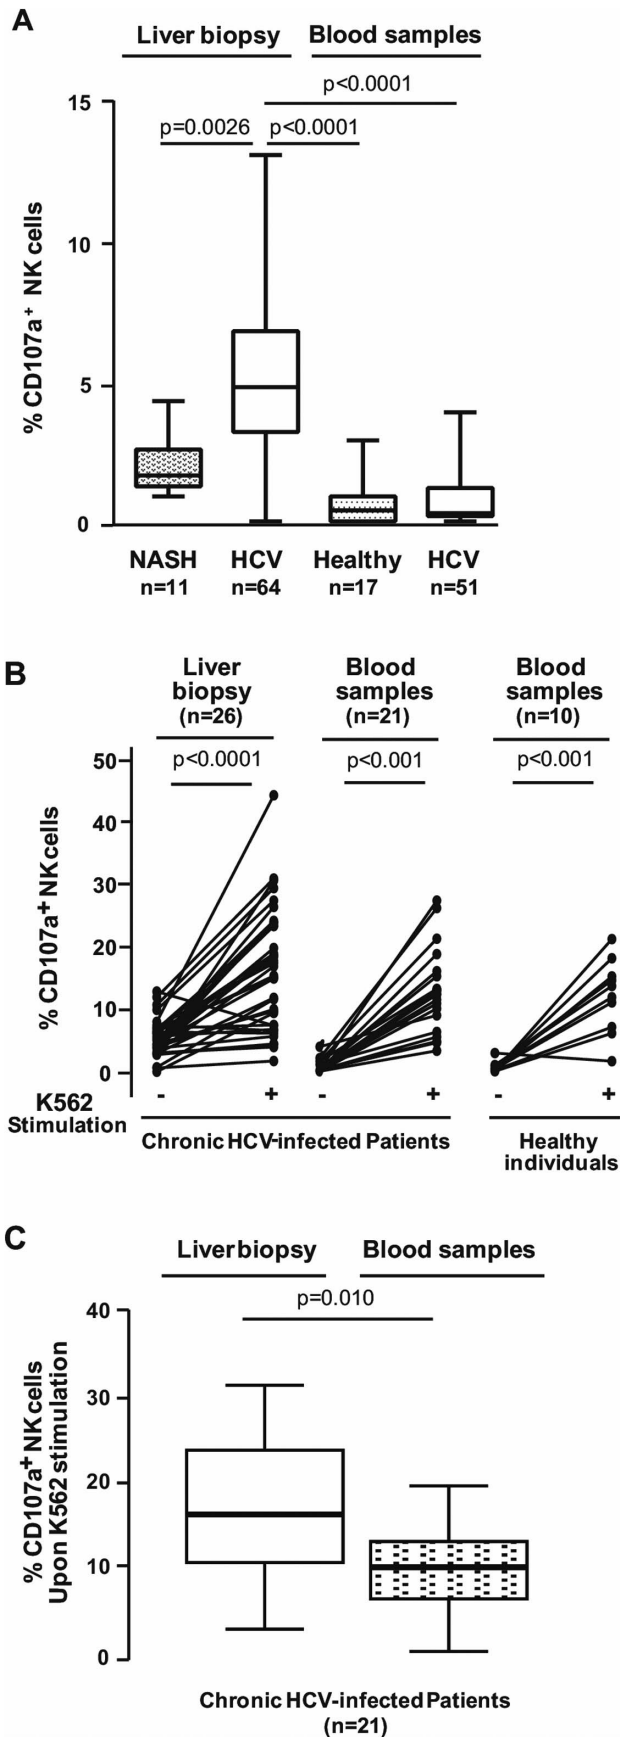 A
Liver biopsy Blood samples
p<0.0001
p=0.0026 p<0.0001
15
10
5
0
% CD107a+ NK cells
NASH HCV Healthy HCV
n=11 n=64 n=17 n=51
B
Liver Blood Blood
biopsy samples samples
(n=26) (n=21) (n=10)
p<0.0001 p<0.001 p<0.001
50
40
30
20
10
0
% CD107a+ NK cells
- + - + - +
K562
Stimulation
Chronic HCV-infected Patients Healthy
individuals
C
Liver biopsy Blood samples
p=0.010
40
30
20
10
0
% CD107a+ NK cells
Upon K562 stimulation
Chronic HCV-infected Patients
(n=21)